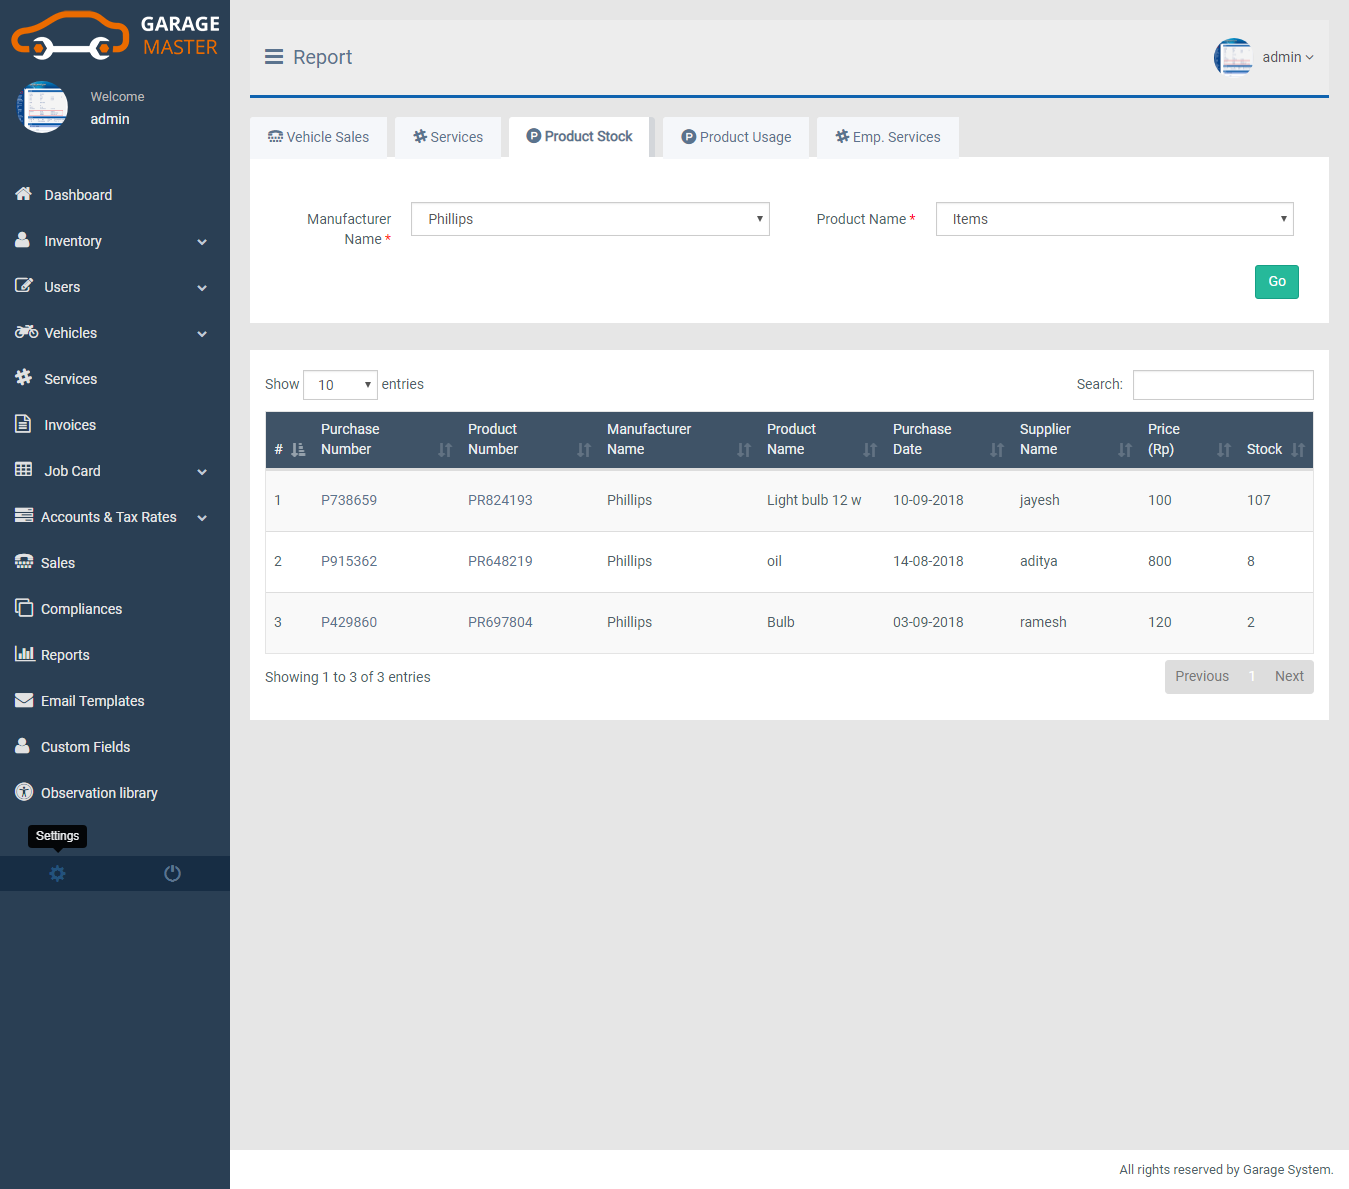 GARAGE
MASTER
Welcome
admin
Dashboard
Inventory
Users
Vehicles
Services
Invoices
Job Card
Accounts & Tax Rates
Sales
Compliances
Reports
Email Templates
Custom Fields
Observation library
Settings
Report
admin
Vehicle Sales
Services
Product Stock
Product Usage
Emp. Services
Manufacturer Name *
Phillips
Product Name *
Items
Go
Show 10 entries
Search:
# Purchase Number Product Number Manufacturer Name Product Name Purchase Date Supplier Name Price (Rp) Stock
1 P738659 PR824193 Phillips Light bulb 12 w 10-09-2018 jayesh 100 107
2 P915362 PR648219 Phillips oil 14-08-2018 aditya 800 8
3 P429860 PR697804 Phillips Bulb 03-09-2018 ramesh 120 2
Showing 1 to 3 of 3 entries
Previous 1 Next
All rights reserved by Garage System.